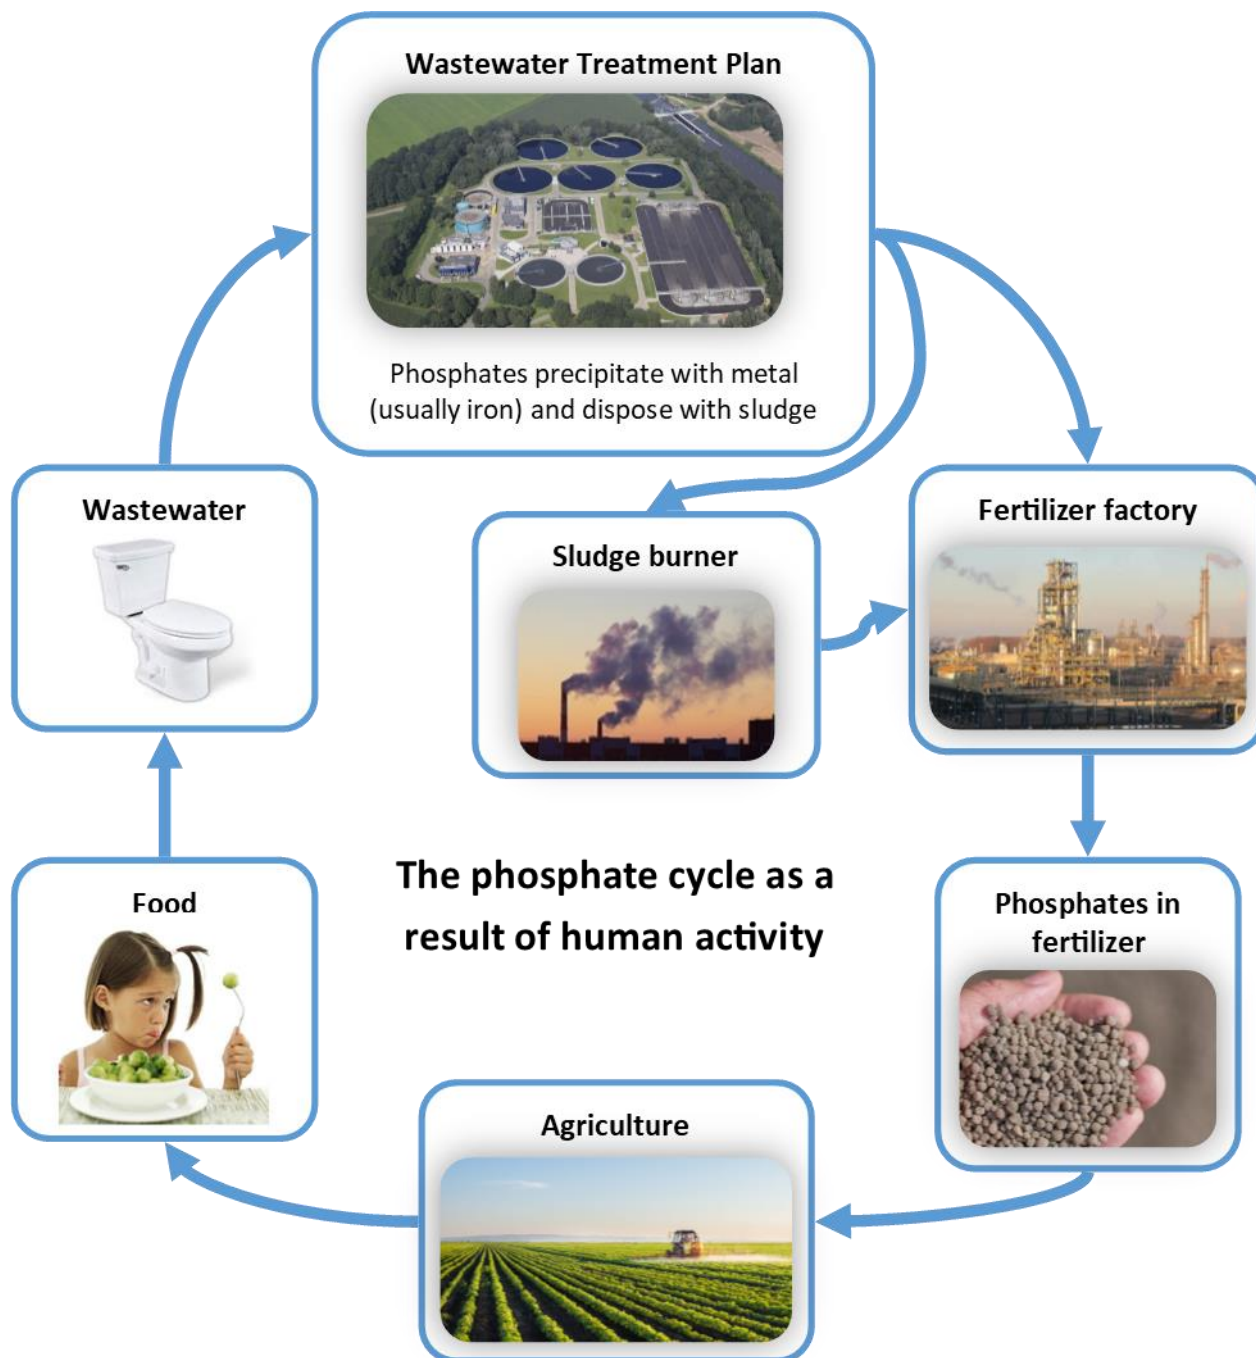 Wastewater Treatment Plan
Phosphates precipitate with metal
(usually iron) and dispose with sludge
Wastewater
Sludge burner
Fertilizer factory
The phosphate cycle as a
result of human activity
Food
Phosphates in
fertilizer
Agriculture